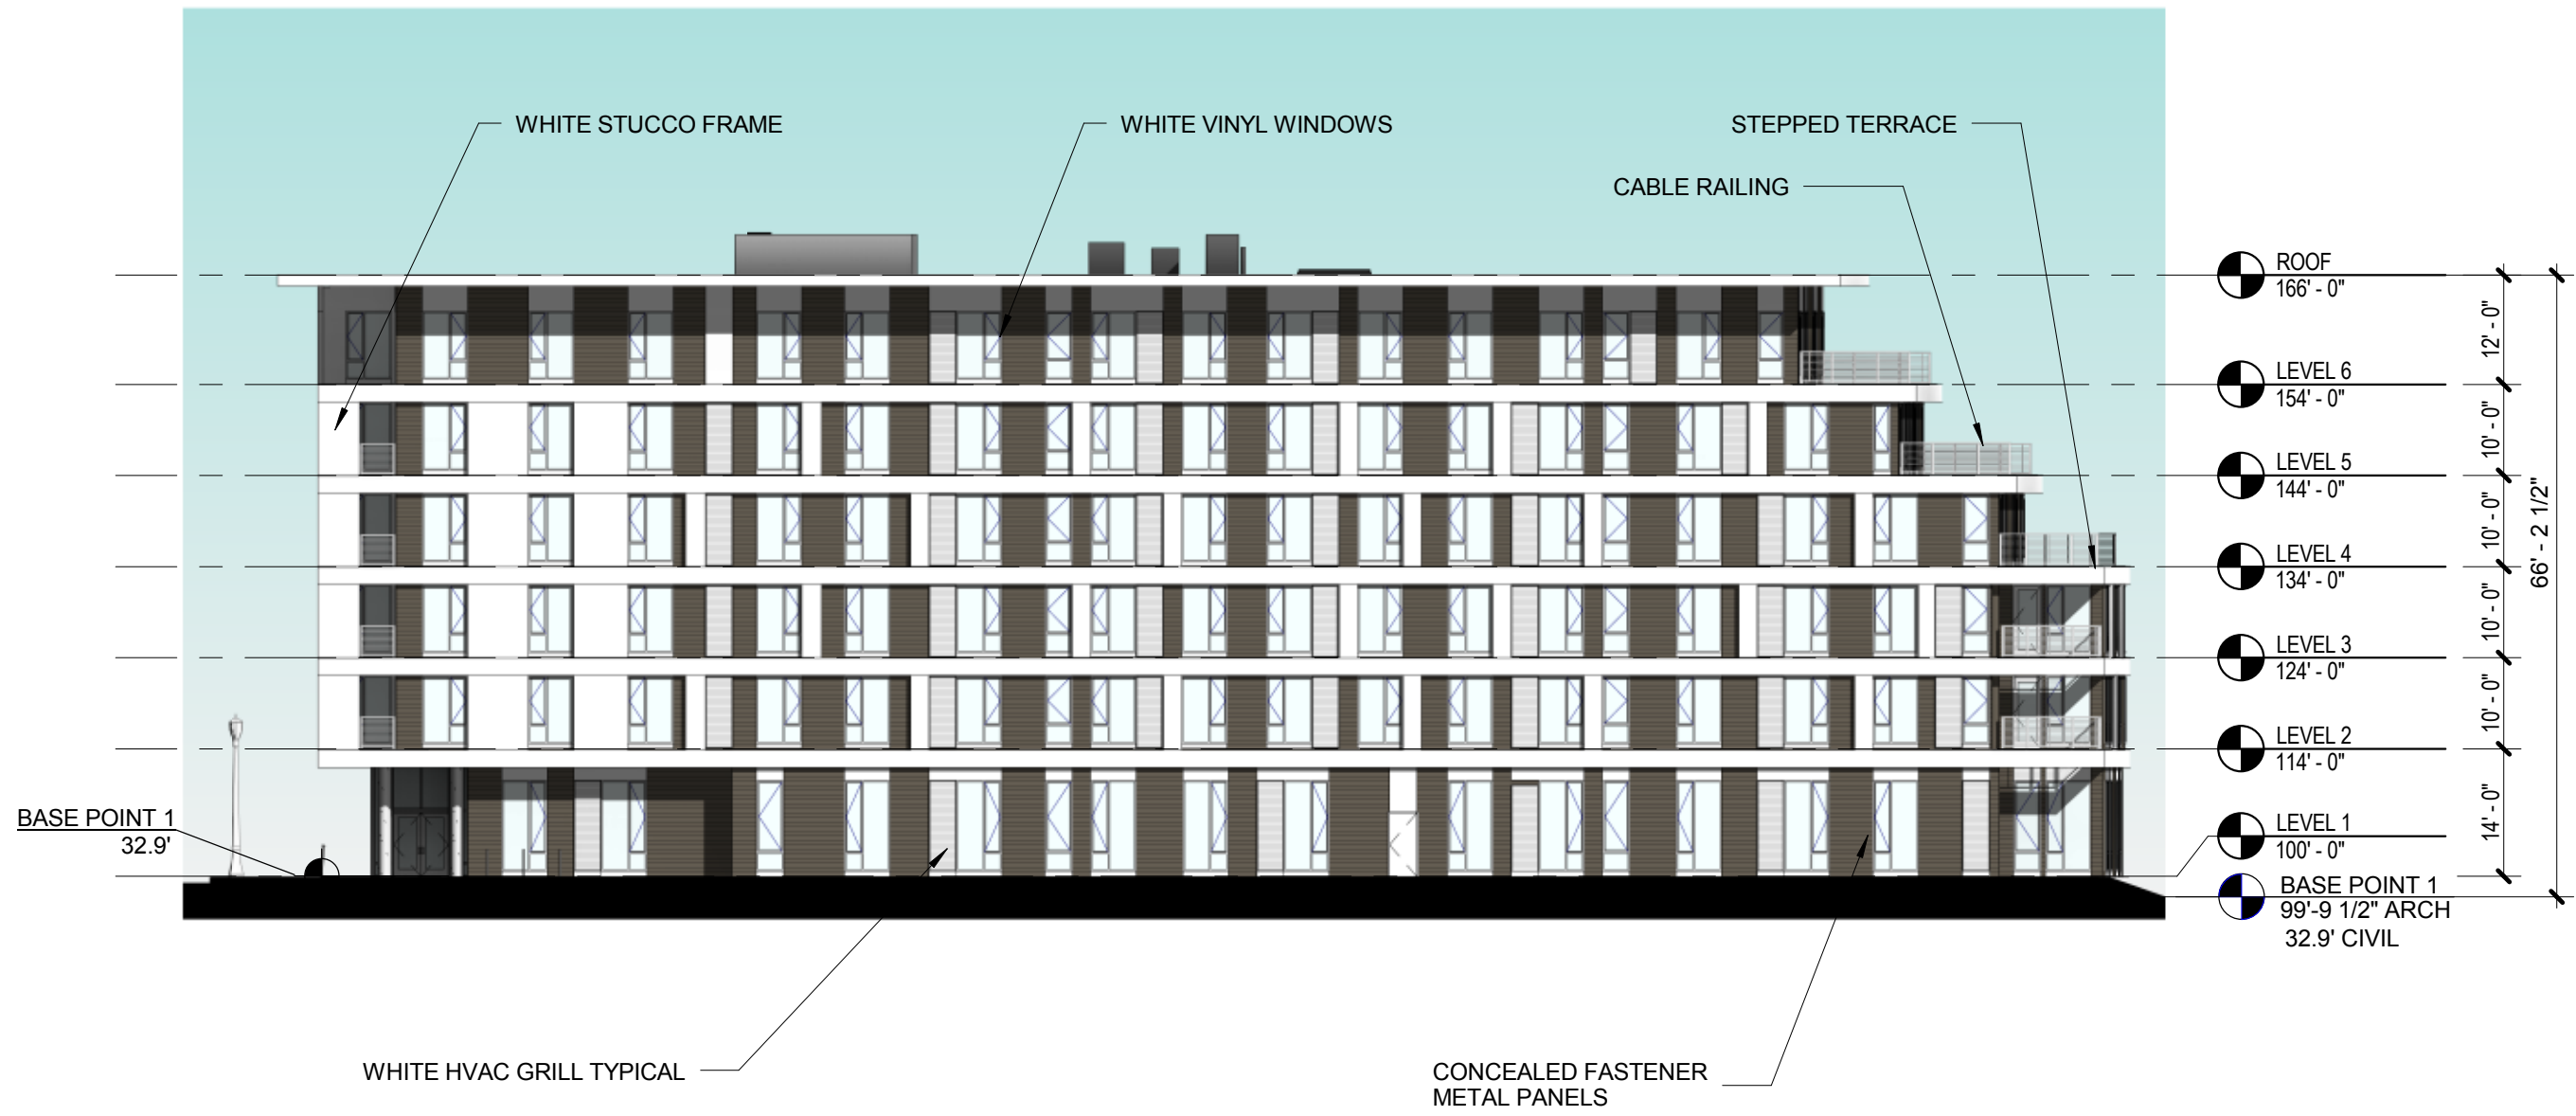 WHITE STUCCO FRAME
WHITE VINYL WINDOWS
STEPPED TERRACE
CABLE RAILING
ROOF
166' - 0"
12' - 0"
LEVEL 6
154' - 0"
10' - 0"
LEVEL 5
144' - 0"
10' - 0"
66' - 2 1/2"
LEVEL 4
134' - 0"
10' - 0"
LEVEL 3
124' - 0"
10' - 0"
LEVEL 2
114' - 0"
14' - 0"
LEVEL 1
100' - 0"
BASE POINT 1
32.9'
BASE POINT 1
99'-9 1/2" ARCH
32.9' CIVIL
WHITE HVAC GRILL TYPICAL
CONCEALED FASTENER
METAL PANELS